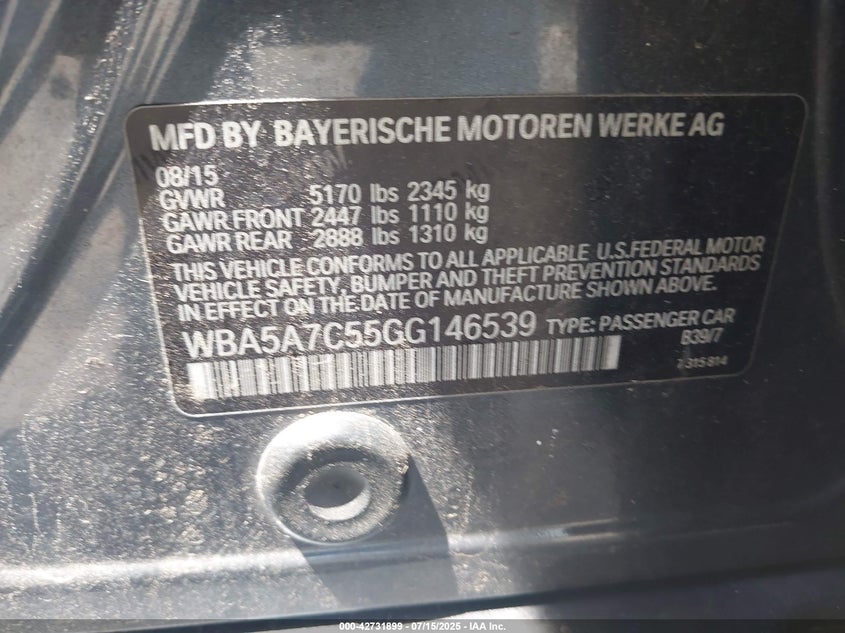 MFD BY BAYERISCHE MOTOREN WERKE AG
08/15
GVWR 5170 lbs 2345 kg
GAWR FRONT 2447 lbs 1110 kg
GAWR REAR 2888 lbs 1310 kg
THIS VEHICLE CONFORMS TO ALL APPLICABLE U.S.FEDERAL MOTOR
VEHICLE SAFETY, BUMPER AND THEFT PREVENTION STANDARDS
IN EFFECT ON THE DATE OF MANUFACTURE SHOWN ABOVE.
WBA5A7C55GG146539 TYPE: PASSENGER CAR
B39/7
7 315 814
000-42731899 - 07/15/2025 - IAA Inc.